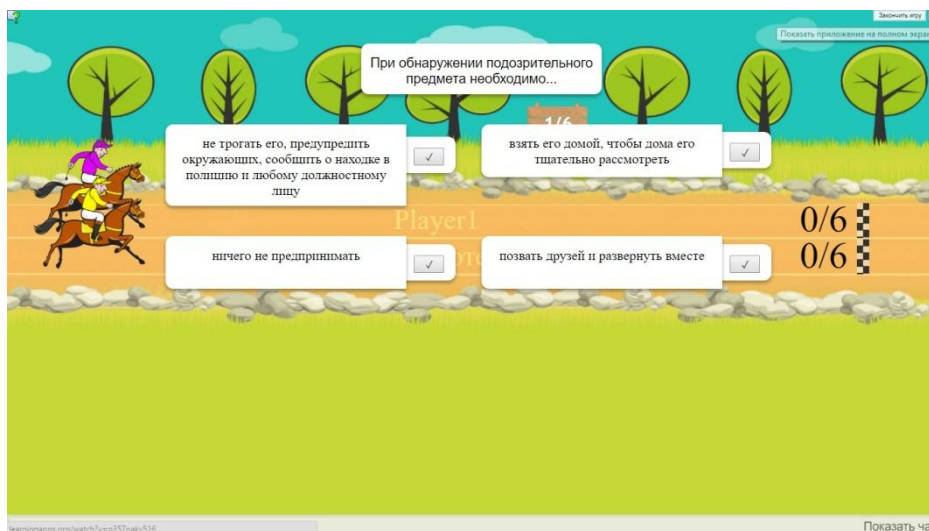 Закончить игру
Показать приложение на полном экран
При обнаружении подозрительного
предмета необходимо...
1/6
не трогать его, предупредить
окружающих, сообщить о находке в
полицию и любому должностному
лицу
взять его домой, чтобы дома его
тщательно рассмотреть
Player1
0/6
0/6
ничего не предпринимать
позвать друзей и развернуть вместе
Показать ча